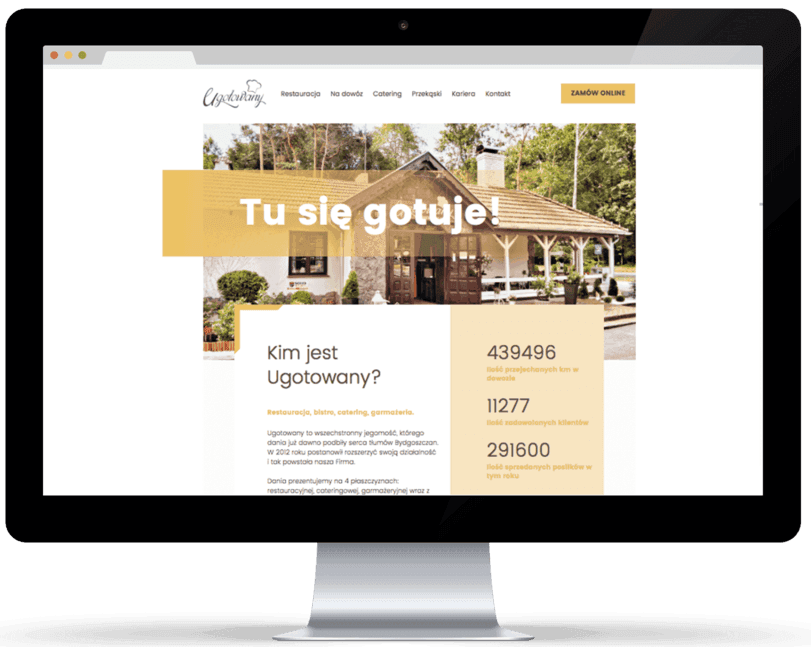 Ugotowany
Restauracja Na dowóz Catering Przekąski Kariera Kontakt
ZAMÓW ONLINE
Tu się gotuje!
Kim jest
Ugotowany?
Restauracja, bistro, catering, garmażeria.
Ugotowany to wszechstronny jegomość, którego
dania już dawno podbiły serca tłumów Bydgoszczan.
W 2012 roku postanowił rozszerzyć swoją działalność
i tak powstała nasza Firma.
Dania prezentujemy na 4 płaszczyznach:
restauracyjnej, cateringowej, garmażeryjnej wraz z
439496
Ilość przejechanych km w
dowozie
11277
Ilość zadowolonych klientów
291600
Ilość sprzedanych posiłków w
tym roku